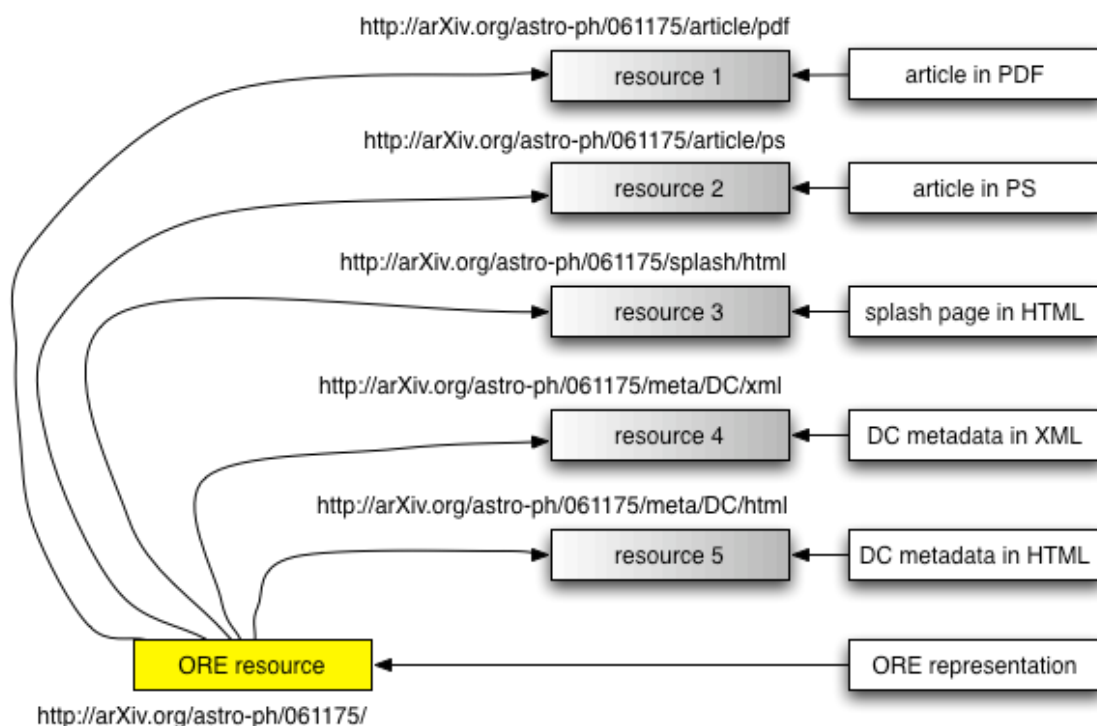 http://arXiv.org/astro-ph/061175/article/pdf
resource 1
article in PDF
http://arXiv.org/astro-ph/061175/article/ps
resource 2
article in PS
http://arXiv.org/astro-ph/061175/splash/html
resource 3
splash page in HTML
http://arXiv.org/astro-ph/061175/meta/DC/xml
resource 4
DC metadata in XML
http://arXiv.org/astro-ph/061175/meta/DC/html
resource 5
DC metadata in HTML
ORE resource
ORE representation
http://arXiv.org/astro-ph/061175/